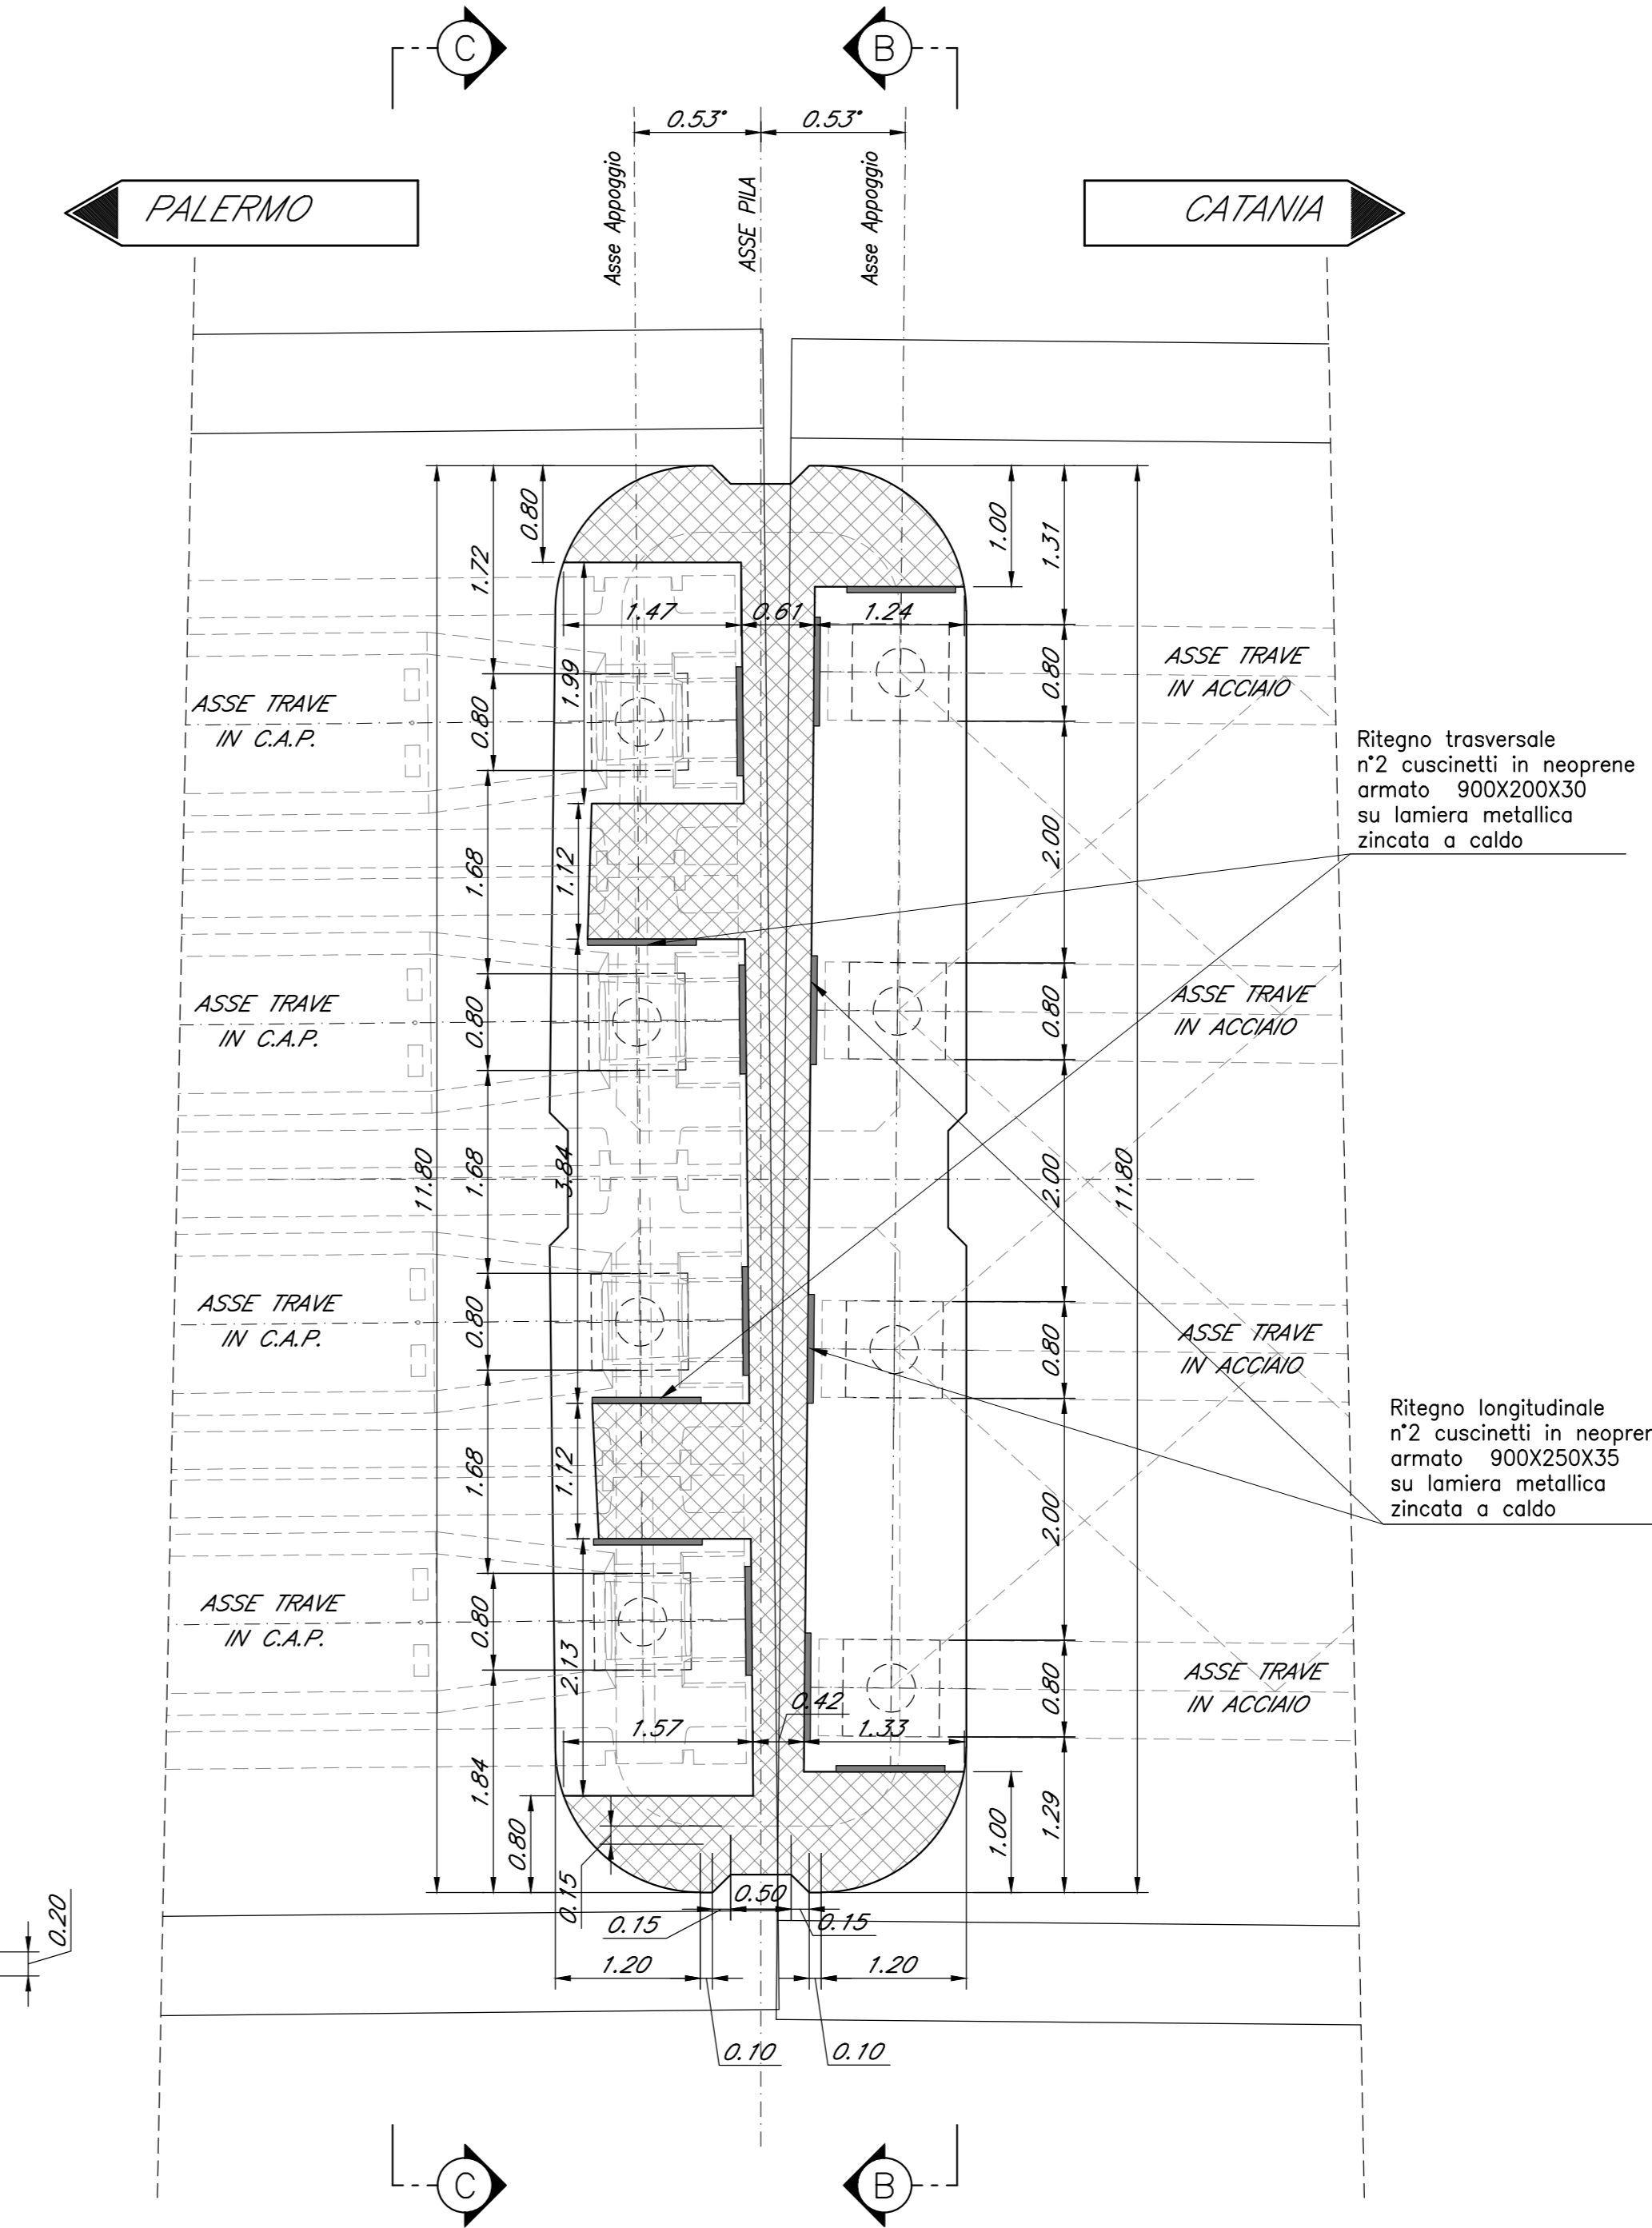 C
B
0.53°
0.53°
Asse Appoggio
ASSE PILA
Asse Appoggio
PALERMO
CATANIA
0.80
1.72
1.00
1.31
1.47
0.61
1.24
1.99
0.80
0.80
ASSE TRAVE
IN C.A.P.
ASSE TRAVE
IN ACCIAIO
Ritegno trasversale
n°2 cuscinetti in neoprene
armato 900X200X30
su lamiera metallica
zincata a caldo
1.68
1.12
2.00
ASSE TRAVE
IN C.A.P.
0.80
0.80
ASSE TRAVE
IN ACCIAIO
11.80
1.68
3.84
2.00
11.80
ASSE TRAVE
IN C.A.P.
0.80
0.80
ASSE TRAVE
IN ACCIAIO
Ritegno longitudinale
n°2 cuscinetti in neopren
armato 900X250X35
su lamiera metallica
zincata a caldo
1.68
1.12
2.00
ASSE TRAVE
IN C.A.P.
0.80
2.13
0.80
ASSE TRAVE
IN ACCIAIO
0.42
1.57
1.33
1.84
0.80
1.00
1.29
0.15
0.50
0.15
0.15
0.20
1.20
1.20
0.10
0.10
C
B